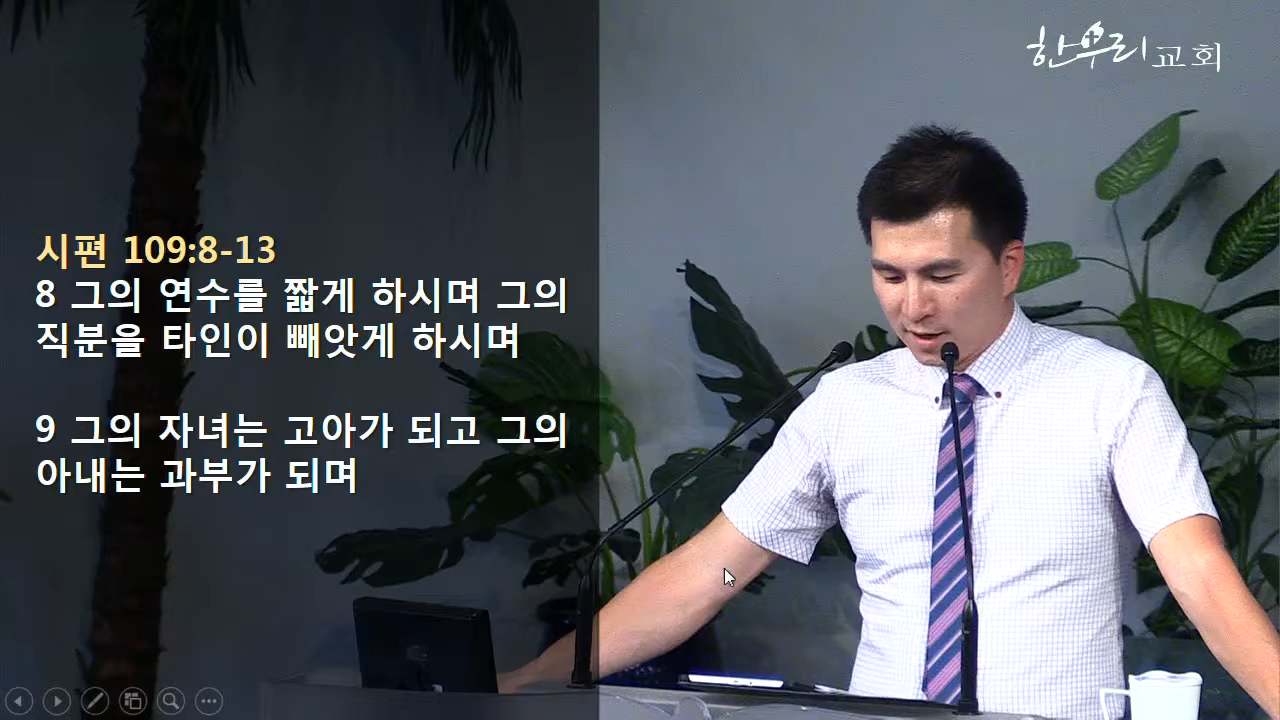 한우리교회
시편 109:8-13
8 그의 연수를 짧게 하시며 그의
직분을 타인이 빼앗게 하시며
9 그의 자녀는 고아가 되고 그의
아내는 과부가 되며